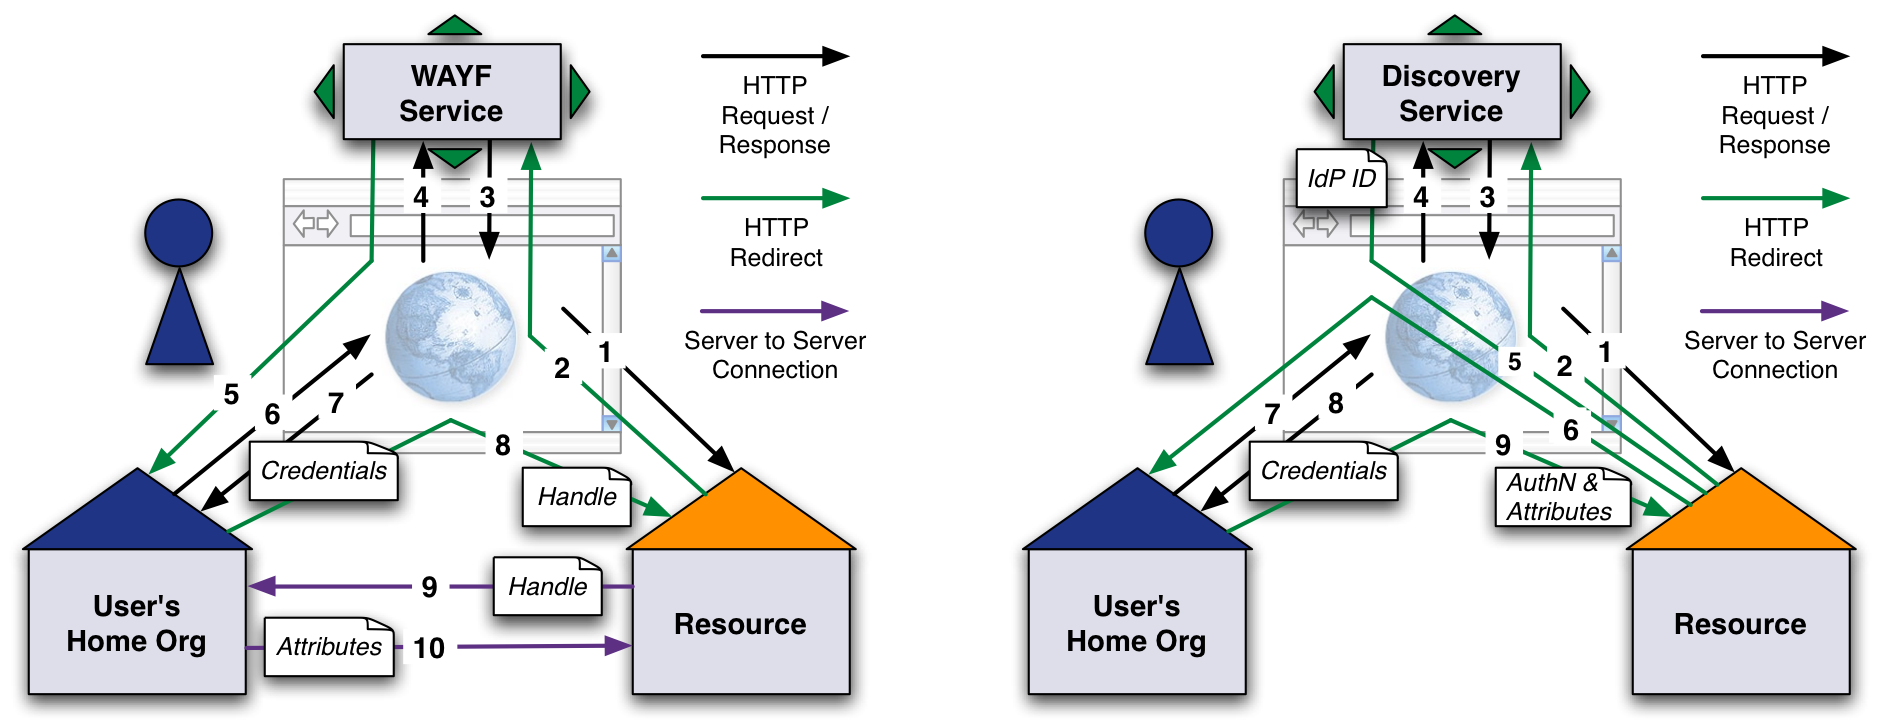 WAYF
Service
HTTP
Request /
Response
HTTP
Redirect
Server to Server
Connection
4
3
1
2
5
6
7
8
Credentials
Handle
9
Handle
10
Attributes
User's
Home Org
Resource
Discovery
Service
HTTP
Request /
Response
HTTP
Redirect
Server to Server
Connection
IdP ID
4
3
1
2
5
6
7
8
9
Credentials
AuthN &
Attributes
User's
Home Org
Resource